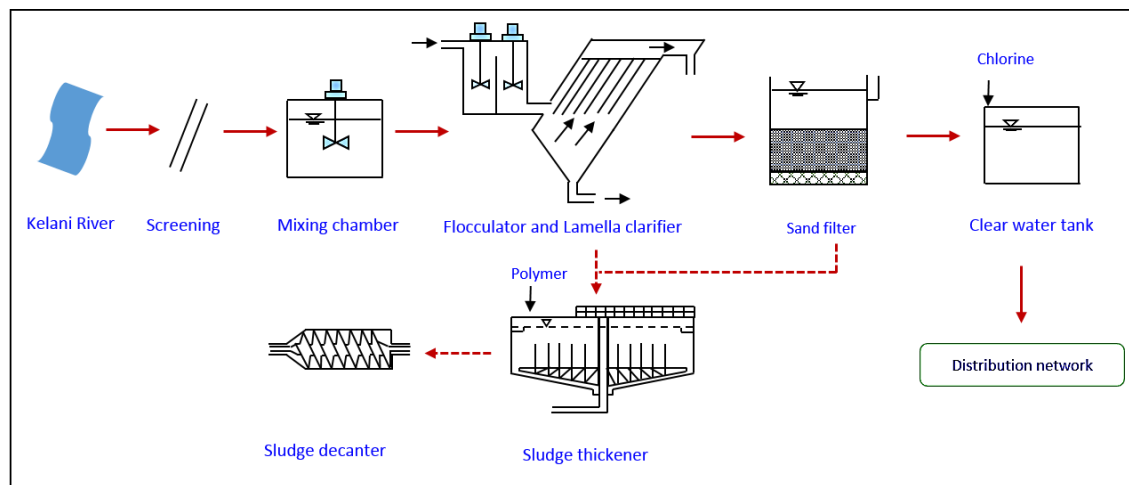 Chlorine
Kelani River
Screening
Mixing chamber
Flocculator and Lamella clarifier
Sand filter
Clear water tank
Polymer
Distribution network
Sludge decanter
Sludge thickener